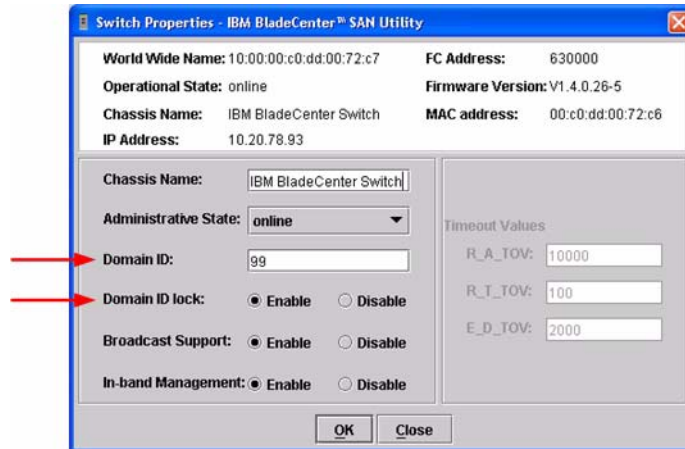 Switch Properties - IBM BladeCenter™ SAN Utility
World Wide Name: 10:00:00:c0:dd:00:72:c7 FC Address: 630000
Operational State: online Firmware Version: V1.4.0.26-5
Chassis Name: IBM BladeCenter Switch MAC address: 00:c0:dd:00:72:c6
IP Address: 10.20.78.93
Chassis Name: IBM BladeCenter Switch
Administrative State: online
Timeout Values
Domain ID: 99
R_A_TOV: 10000
Domain ID lock: Enable Disable
R_T_TOV: 100
Broadcast Support: Enable Disable
E_D_TOV: 2000
In-band Management: Enable Disable
OK Close